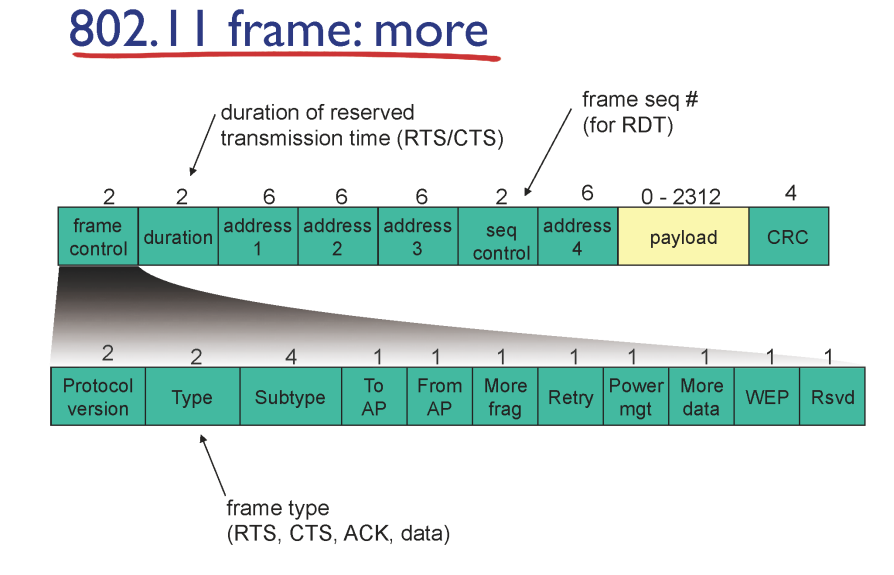 802.11 frame: more
duration of reserved
transmission time (RTS/CTS)
frame seq #
(for RDT)
2 2 6 6 6 2 6 0 - 2312 4
frame
control
duration
address
1
address
2
address
3
seq
control
address
4
payload
CRC
2 2 4 1 1 1 1 1 1 1 1
Protocol
version
Type
Subtype
To
AP
From
AP
More
frag
Retry
Power
mgt
More
data
WEP
Rsvd
frame type
(RTS, CTS, ACK, data)